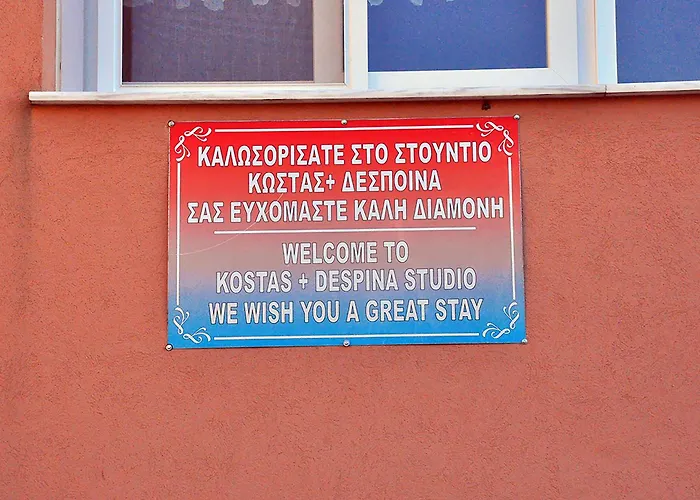 ΚΑΛΩΣΟΡΙΣΑΤΕ ΣΤΟ ΣΤΟΥΝΤΙΟ
ΚΩΣΤΑΣ+ ΔΕΣΠΟΙΝΑ
ΣΑΣ ΕΥΧΟΜΑΣΤΕ ΚΑΛΗ ΔΙΑΜΟΝΗ
WELCOME TO
KOSTAS + DESPINA STUDIO
WE WISH YOU A GREAT STAY